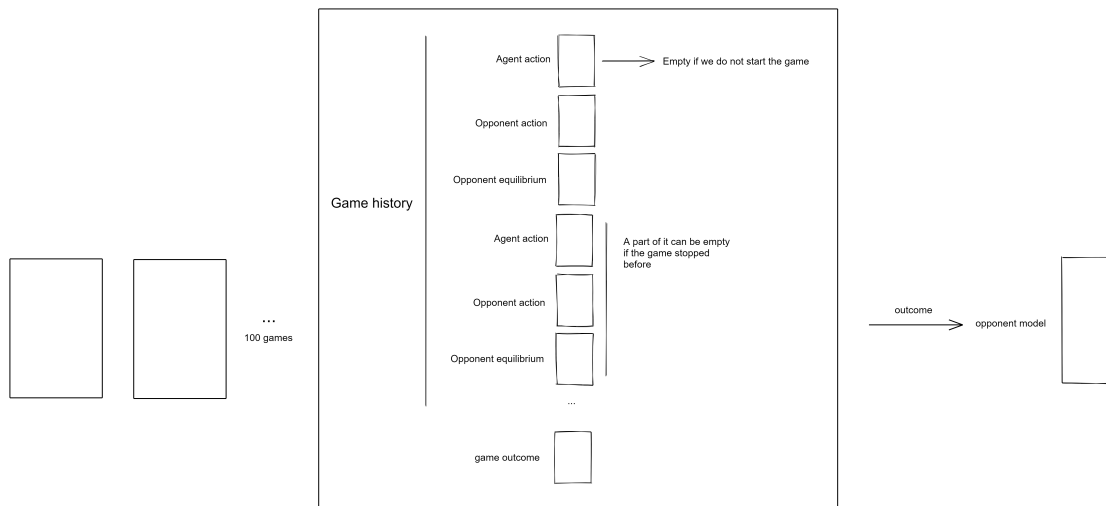 Agent action
Empty if we do not start the game
Opponent action
Opponent equilibrium
Game history
Agent action
A part of it can be empty
if the game stopped
before
Opponent action
...
100 games
outcome
opponent model
Opponent equilibrium
...
game outcome